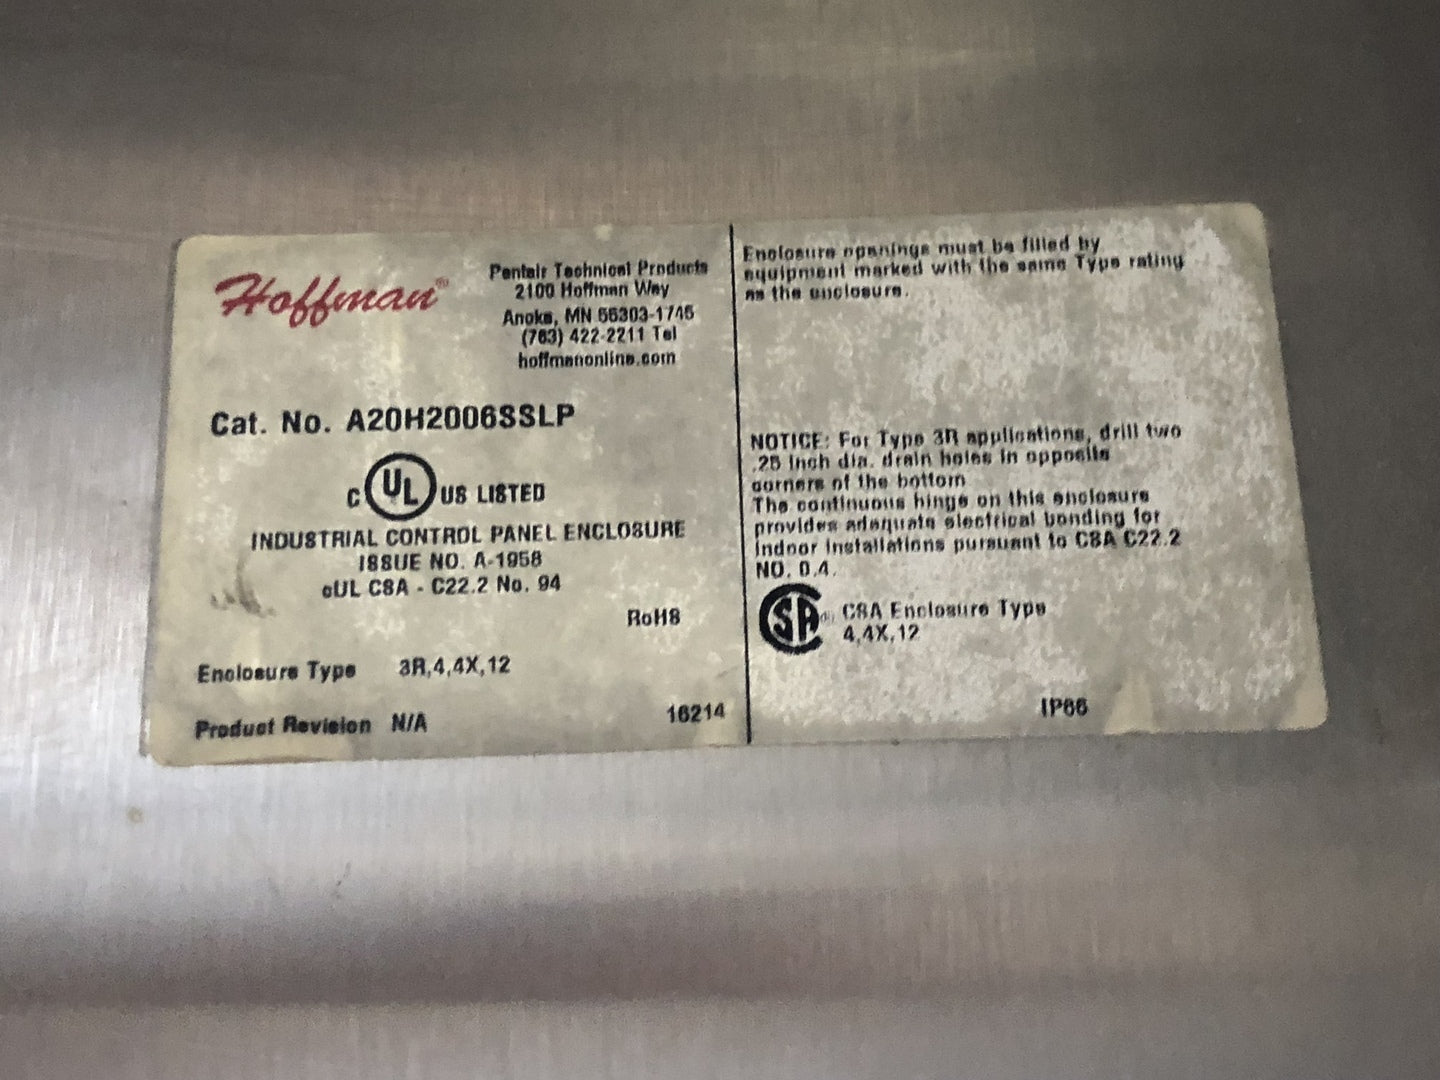 Hoffman®
Pentair Technical Products
2100 Hoffman Way
Anoka, MN 55303-1745
(763) 422-2211 Tel
hoffmanonline.com
Cat. No. A20H2006SSLP
C UL US LISTED
INDUSTRIAL CONTROL PANEL ENCLOSURE
ISSUE NO. A-1958
cUL CSA - C22.2 No. 94
RoHS
Enclosure Type 3R,4,4X,12
Product Revision N/A
16214
Enclosure openings must be filled by
equipment marked with the same Type rating
as the enclosure.
NOTICE: For Type 3R applications, drill two
.25 inch dia. drain holes in opposite
corners of the bottom
The continuous hinge on this enclosure
provides adequate electrical bonding for
indoor installations pursuant to CSA C22.2
NO. 0.4.
SA® CSA Enclosure Type
4,4X,12
IP66